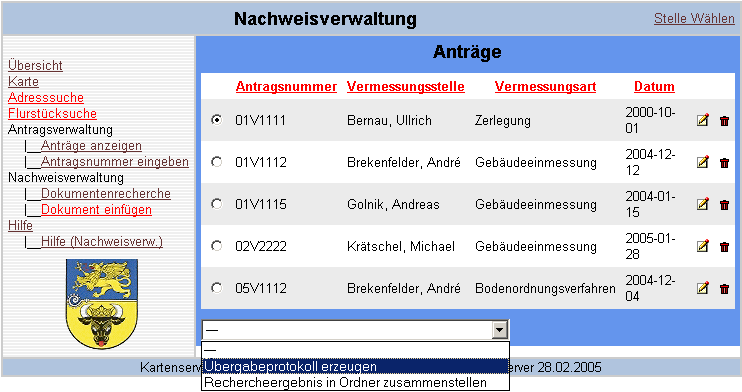 Nachweisverwaltung
Stelle Wählen
Übersicht
Karte
Adresssuche
Flurstücksuche
Antragsverwaltung
|__Anträge anzeigen
|__Antragsnummer eingeben
Nachweisverwaltung
|__Dokumentenrecherche
|__Dokument einfügen
Hilfe
|__Hilfe (Nachweisverw.)
Anträge
Antragsnummer Vermessungsstelle Vermessungsart Datum
01V1111 Bernau, Ullrich Zerlegung 2000-10-
01
01V1112 Brekenfelder, André Gebäudeeinmessung 2004-12-
12
01V1115 Golnik, Andreas Gebäudeeinmessung 2004-01-
15
02V2222 Krätschel, Michael Gebäudeeinmessung 2005-01-
28
05V1112 Brekenfelder, André Bodenordnungsverfahren 2004-12-
04
---
---
Übergabeprotokoll erzeugen
Rechercheergebnis in Ordner zusammenstellen
Kartenserv erver 28.02.2005